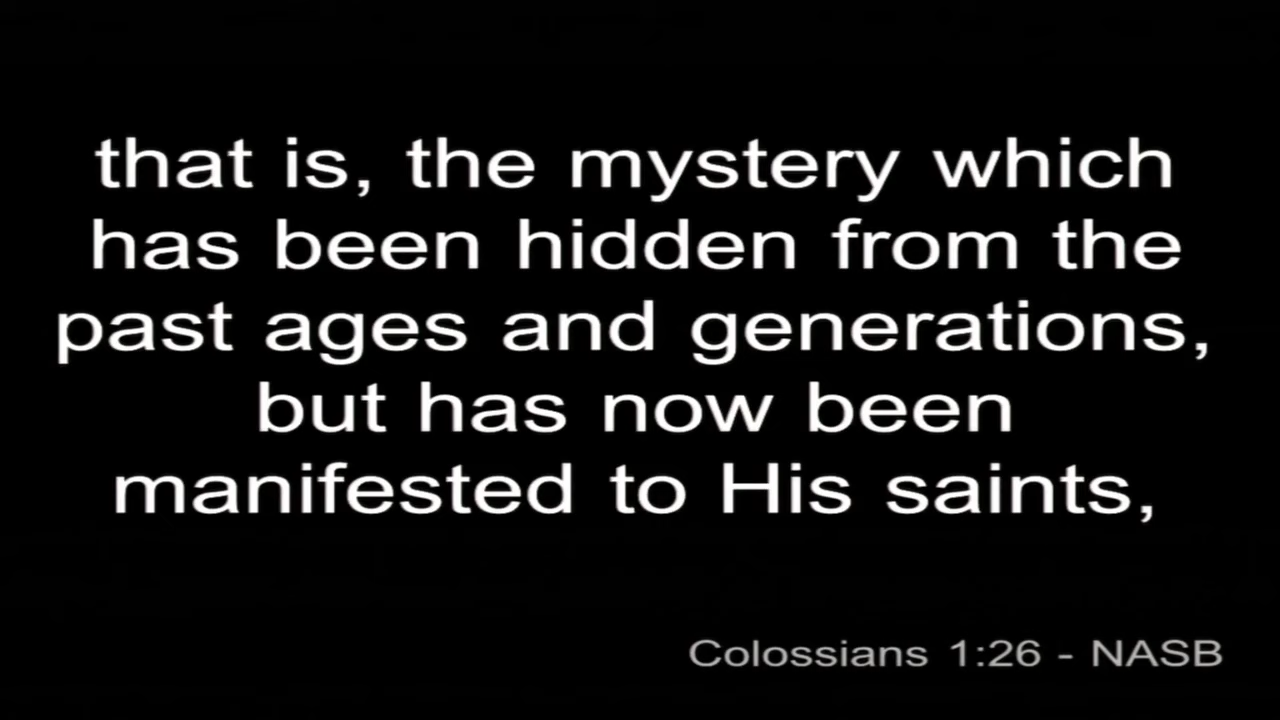 that is, the mystery which
has been hidden from the
past ages and generations,
but has now been
manifested to His saints,
Colossians 1:26 - NASB